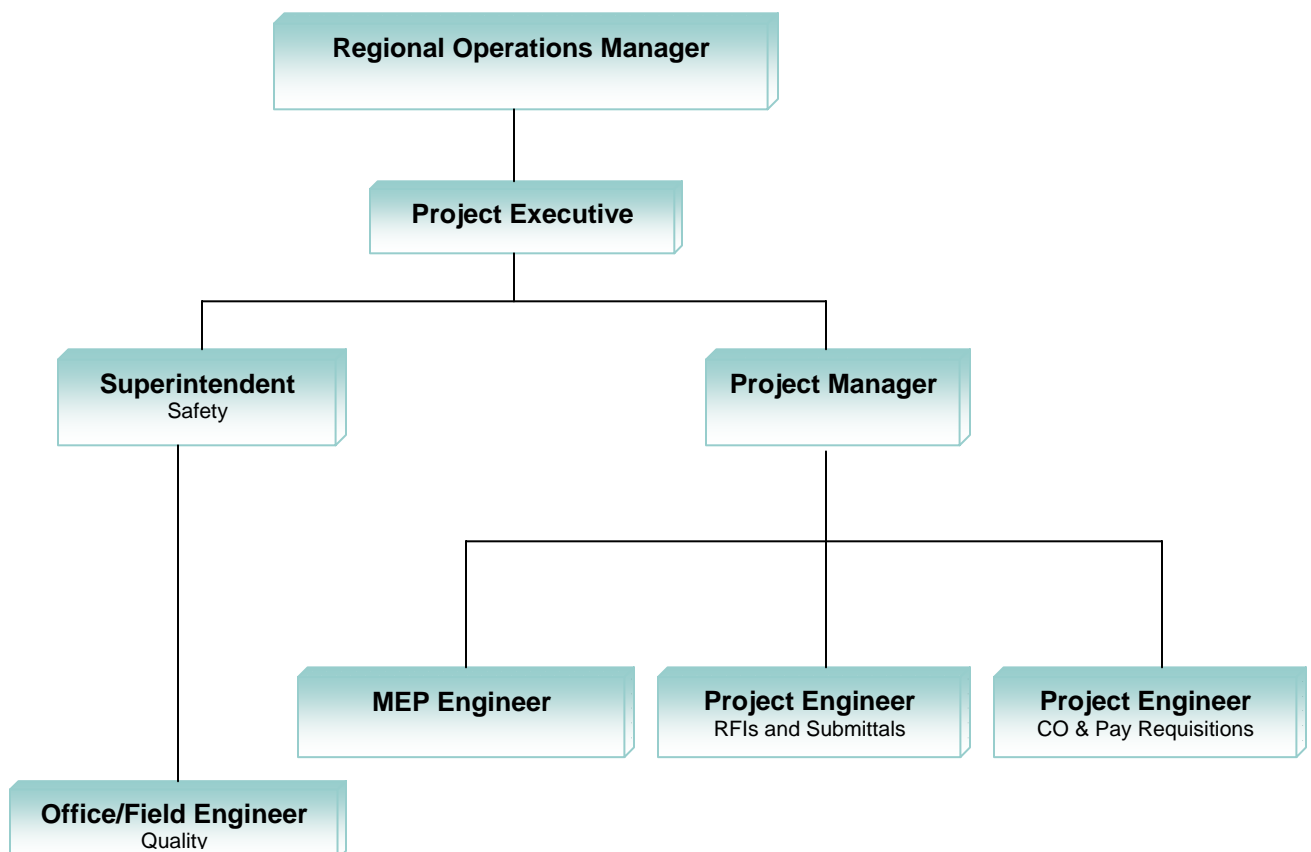 Regional Operations Manager
Project Executive
Superintendent
Safety
Project Manager
MEP Engineer
Project Engineer
RFIs and Submittals
Project Engineer
CO & Pay Requisitions
Office/Field Engineer
Quality